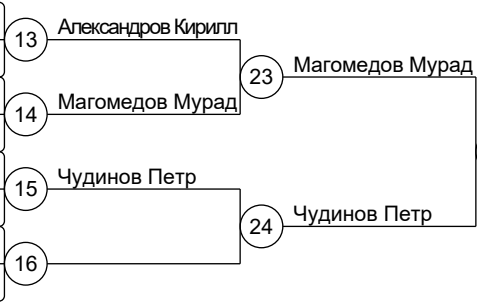 13 Александров Кирилл
23 Магомедов Мурад
14 Магомедов Мурад
15 Чудинов Петр
24 Чудинов Петр
16